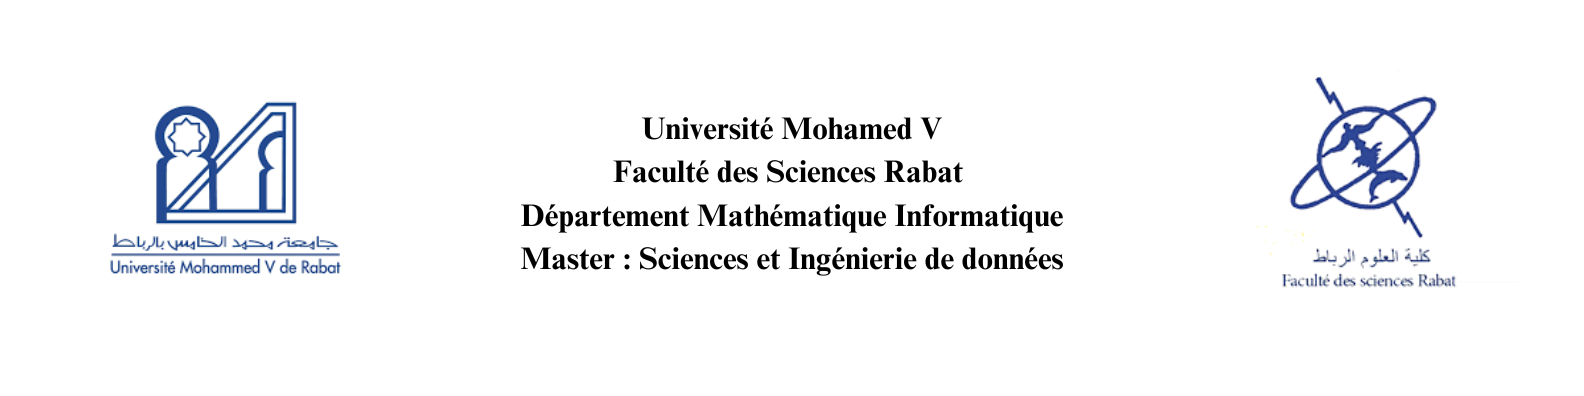 جامعة محمد الخامس بالرباط
Université Mohammed V de Rabat
Université Mohamed V
Faculté des Sciences Rabat
Département Mathématique Informatique
Master : Sciences et Ingénierie de données
كلية العلوم الرباط
Faculté des sciences Rabat